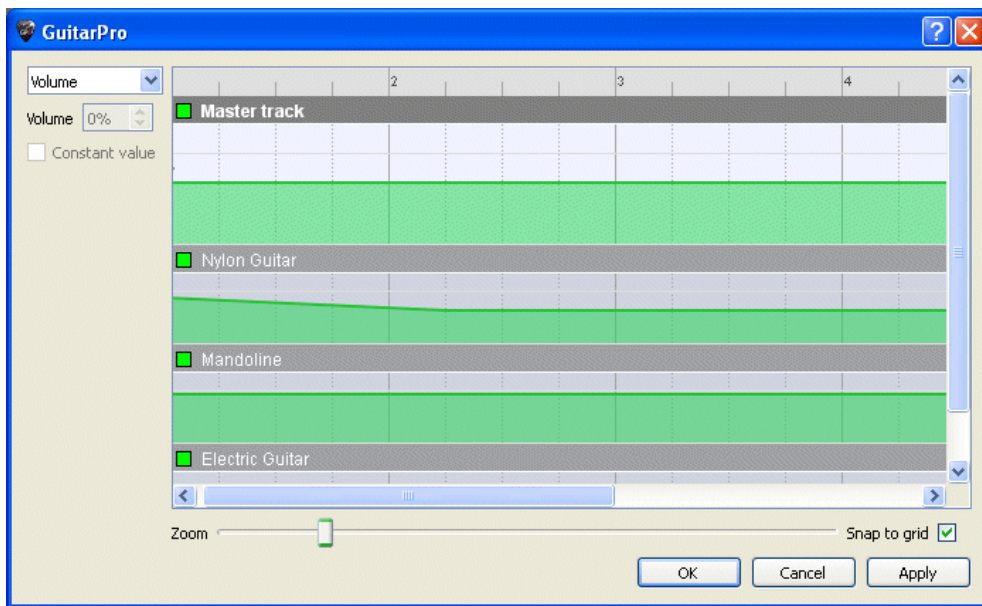 GuitarPro
Volume
2 3 4
Volume 0%
Constant value
Master track
Nylon Guitar
Mandoline
Electric Guitar
Zoom
Snap to grid
OK Cancel Apply